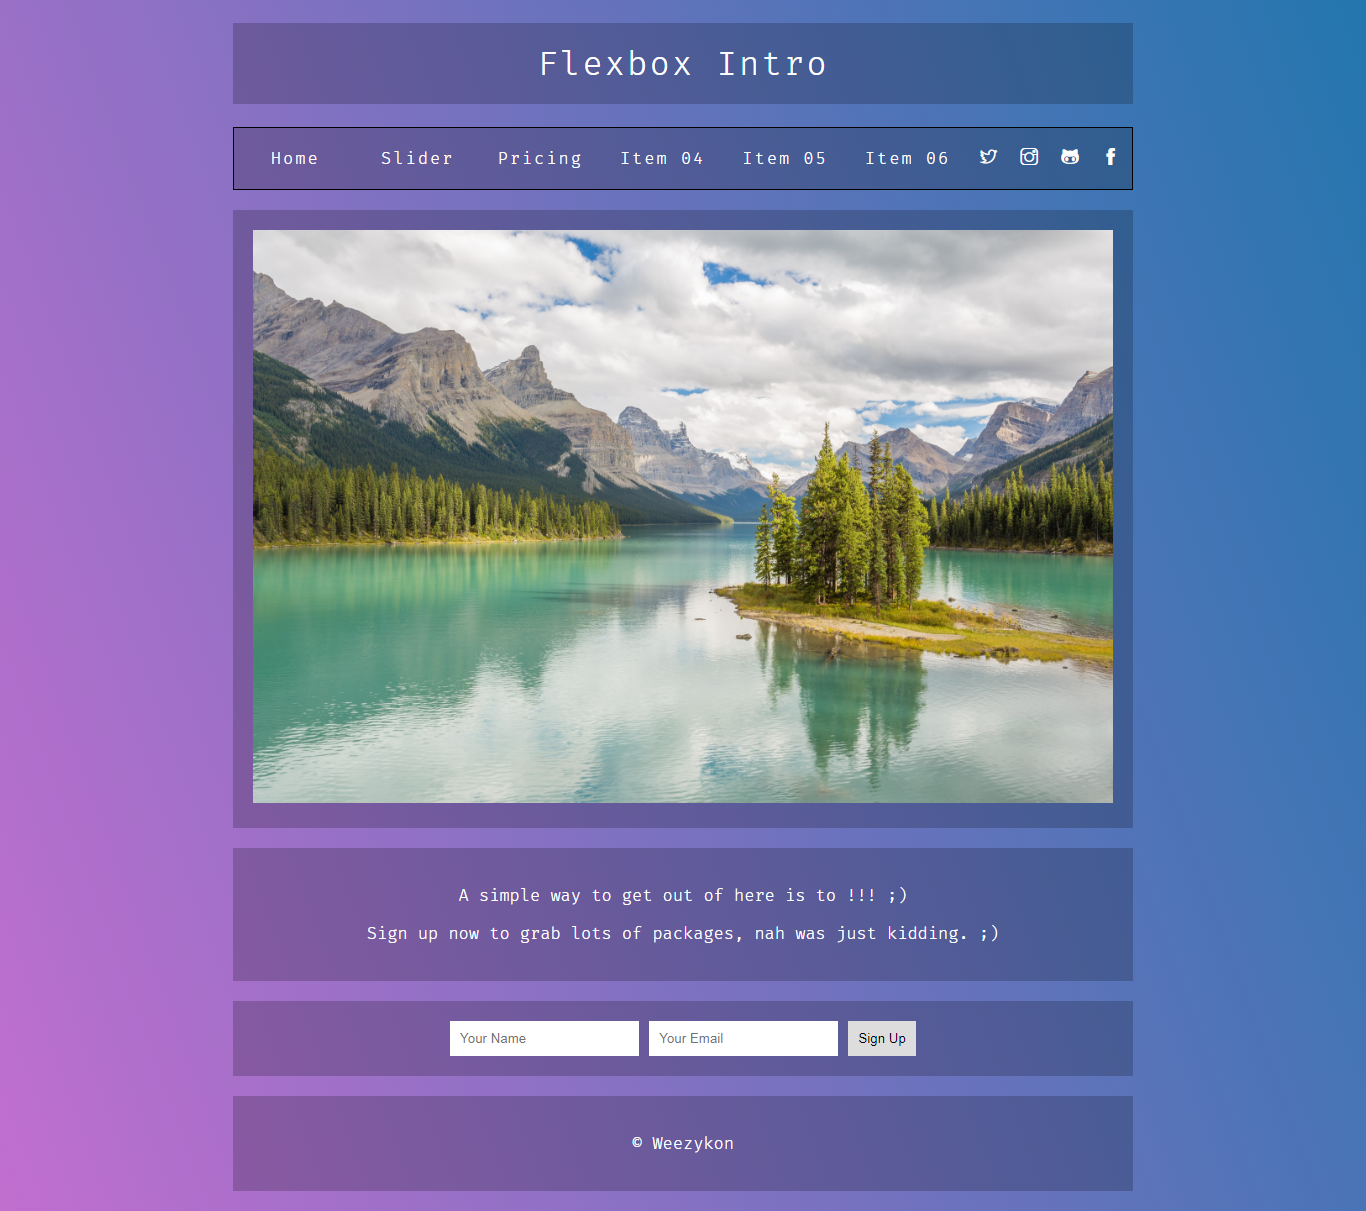 Flexbox Intro
Home Slider Pricing Item 04 Item 05 Item 06
A simple way to get out of here is to !!! ;)
Sign up now to grab lots of packages, nah was just kidding. ;)
Your Name Your Email Sign Up
© Weezykon